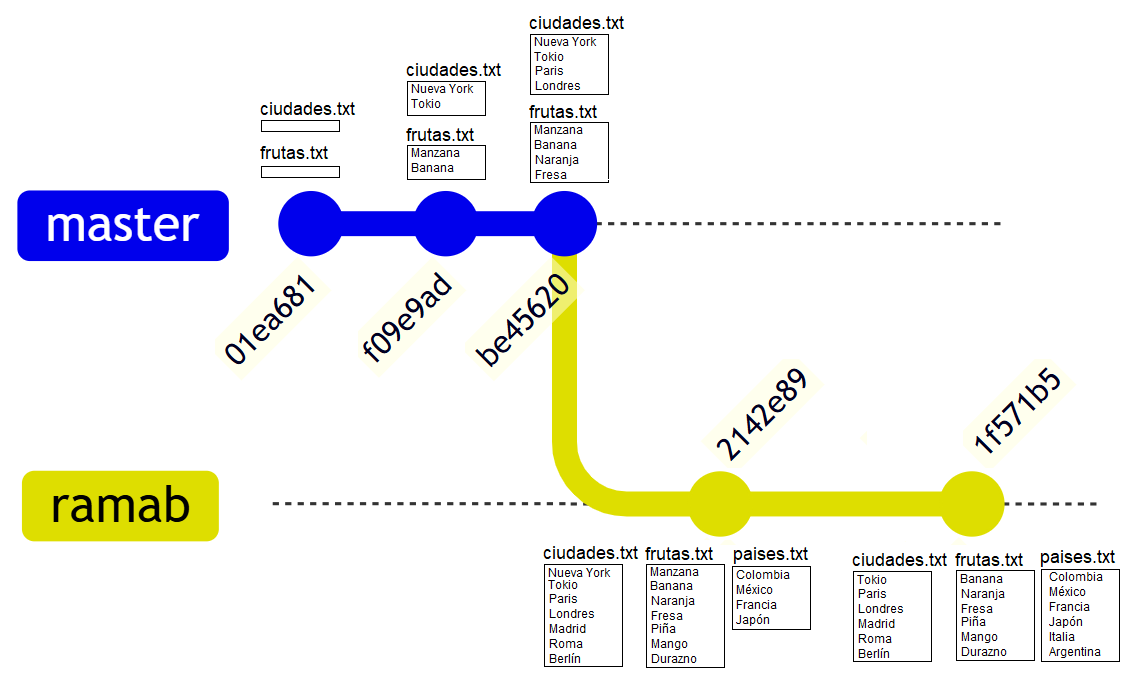 ciudades.txt
frutas.txt
ciudades.txt
Nueva York
Tokio
frutas.txt
Manzana
Banana
ciudades.txt
Nueva York
Tokio
Paris
Londres
frutas.txt
Manzana
Banana
Naranja
Fresa
master
01ea681
f09e9ad
be45620
2142e89
1f571b5
ramab
ciudades.txt
Nueva York
Tokio
Paris
Londres
Madrid
Roma
Berlín
frutas.txt
Manzana
Banana
Naranja
Fresa
Piña
Mango
Durazno
paises.txt
Colombia
México
Francia
Japón
ciudades.txt
Tokio
Paris
Londres
Madrid
Roma
Berlín
frutas.txt
Banana
Naranja
Fresa
Piña
Mango
Durazno
paises.txt
Colombia
México
Francia
Japón
Italia
Argentina